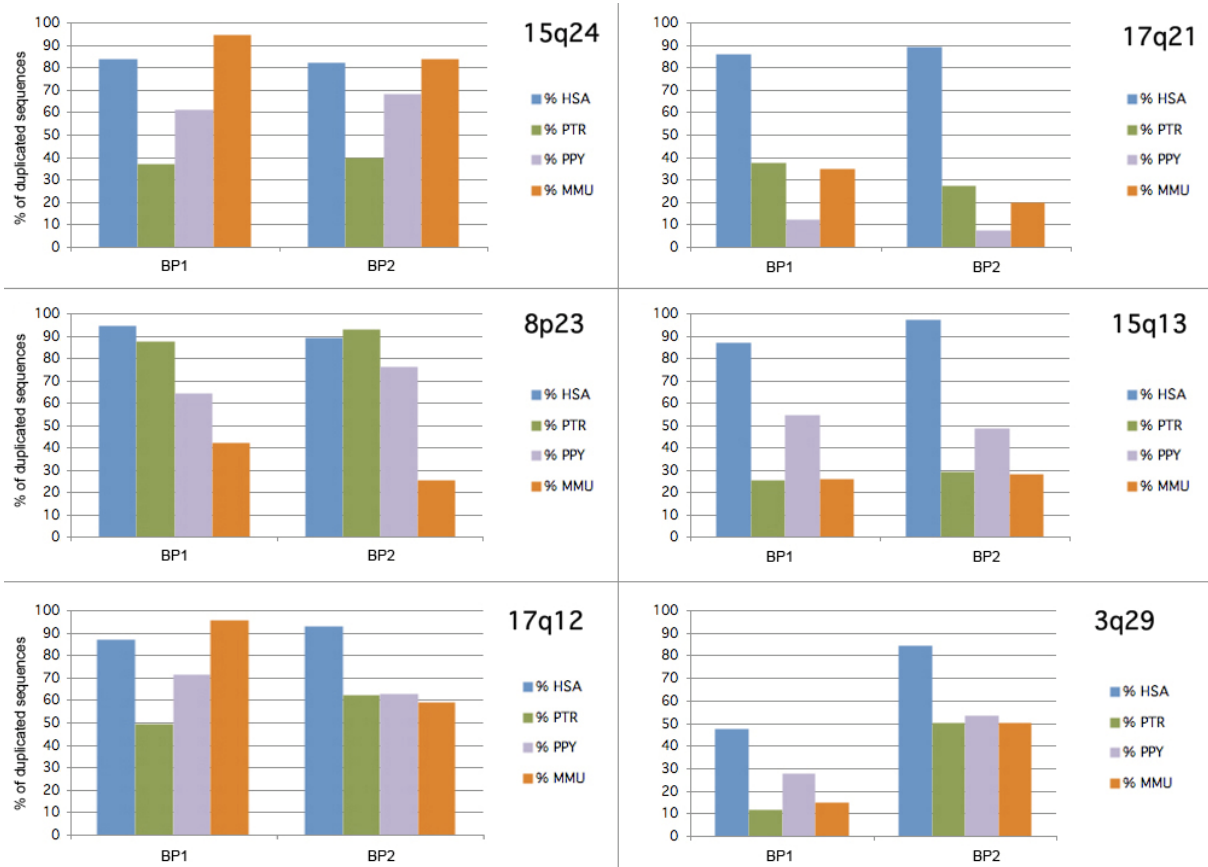 15q24
% of duplicated sequences
100
90
80
70
60
50
40
30
20
10
0
BP1
BP2
% HSA
% PTR
% PPY
% MMU
17q21
100
90
80
70
60
50
40
30
20
10
0
BP1
BP2
% HSA
% PTR
% PPY
% MMU
8p23
% of duplicated sequences
100
90
80
70
60
50
40
30
20
10
0
BP1
BP2
% HSA
% PTR
% PPY
% MMU
15q13
100
90
80
70
60
50
40
30
20
10
0
BP1
BP2
% HSA
% PTR
% PPY
% MMU
17q12
% of duplicated sequences
100
90
80
70
60
50
40
30
20
10
0
BP1
BP2
% HSA
% PTR
% PPY
% MMU
3q29
100
90
80
70
60
50
40
30
20
10
0
BP1
BP2
% HSA
% PTR
% PPY
% MMU